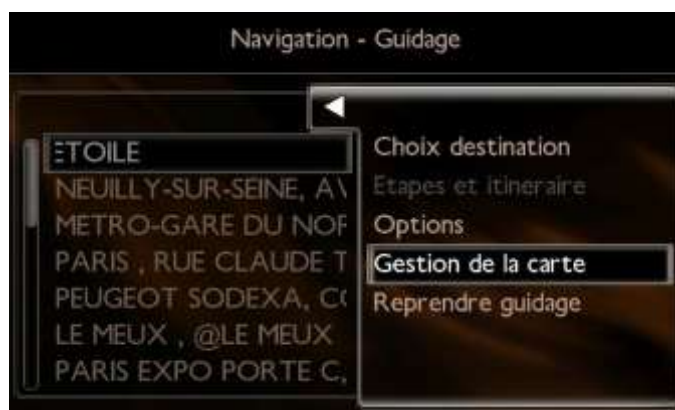 Navigation - Guidage
ETOILE
NEUILLY-SUR-SEINE,
METRO-GARE DU NOR
PARIS , RUE CLAUDE T
PEUGEOT SODEXA,
LE MEUX , @LE MEUX
PARIS EXPO PORTE C,
Choix destination
Etapes et itineraire
Options
Gestion de la carte
Reprendre guidage